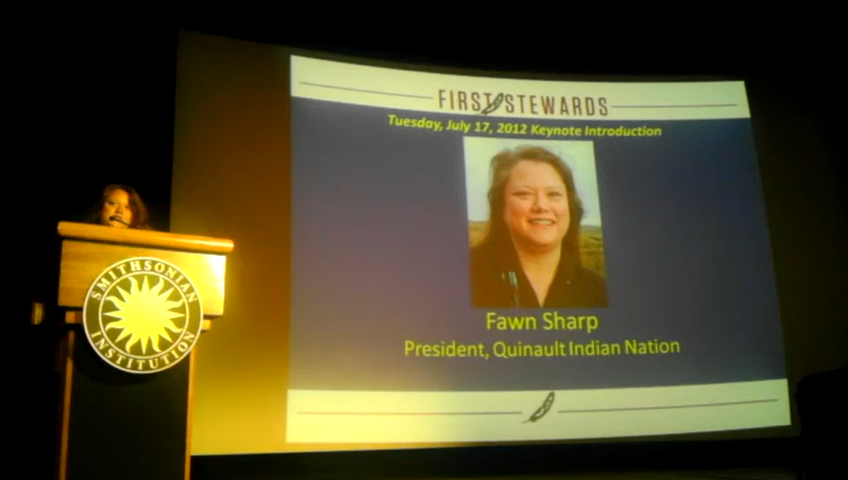 FIRST STEWARDS
Tuesday, July 17, 2012 Keynote Introduction
Fawn Sharp
President, Quinault Indian Nation
SMITHSONIAN
INSTITUTION